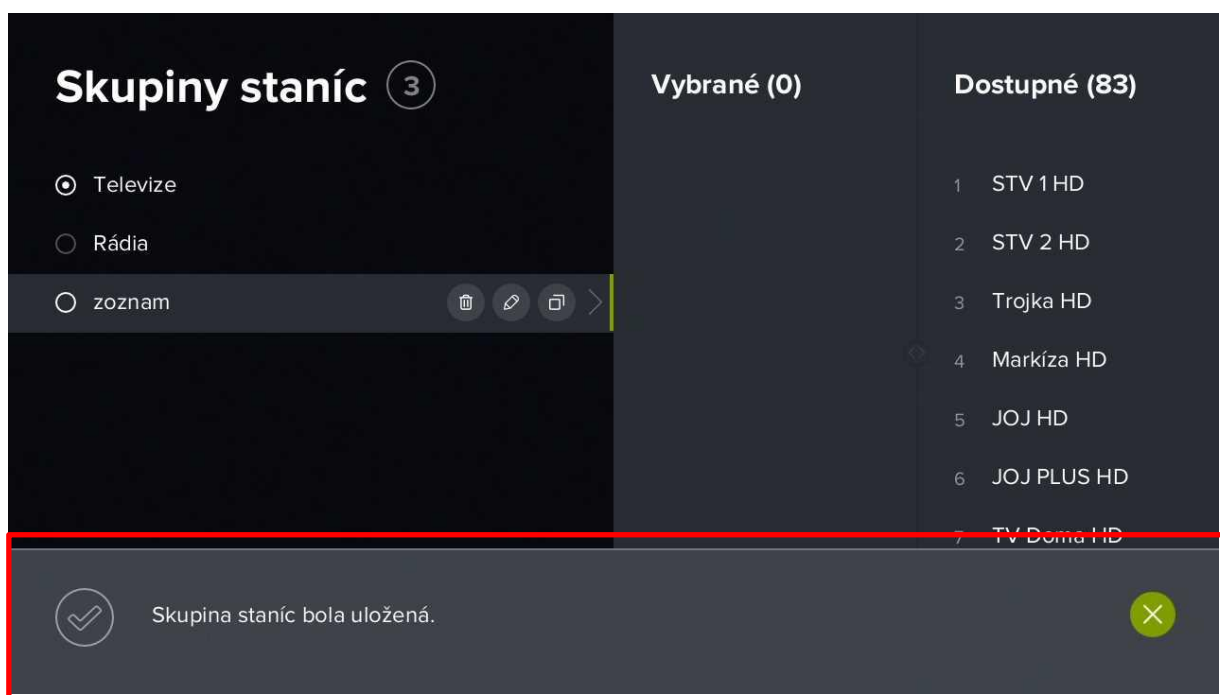 Skupiny staníc 3
Televize
Rádia
zoznam
Vybrané (0)
Dostupné (83)
1 STV 1 HD
2 STV 2 HD
3 Trojka HD
4 Markíza HD
5 JOJ HD
6 JOJ PLUS HD
7 TV Doma HD
Skupina staníc bola uložená.